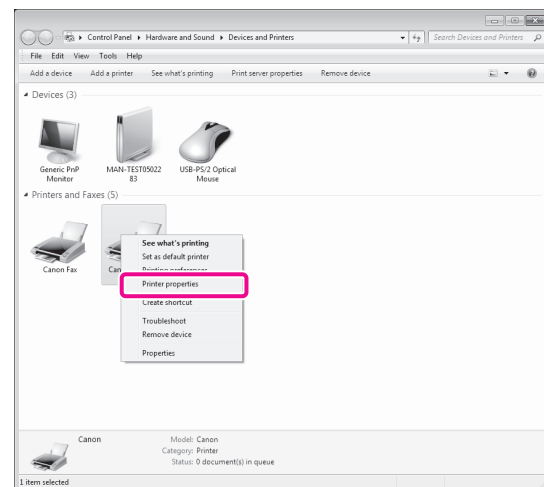 Control Panel ▸ Hardware and Sound ▸ Devices and Printers
Search Devices and Printers
File Edit View Tools Help
Add a device Add a printer See what's printing Print server properties Remove device
Devices (3)
Generic PnP Monitor
MAN-TEST05022 83
USB-PS/2 Optical Mouse
Printers and Faxes (5)
Canon Fax
See what's printing
Set as default printer
Printing preferences
Printer properties
Create shortcut
Troubleshoot
Remove device
Properties
Canon
Model: Canon
Category: Printer
Status: 0 document(s) in queue
1 item selected